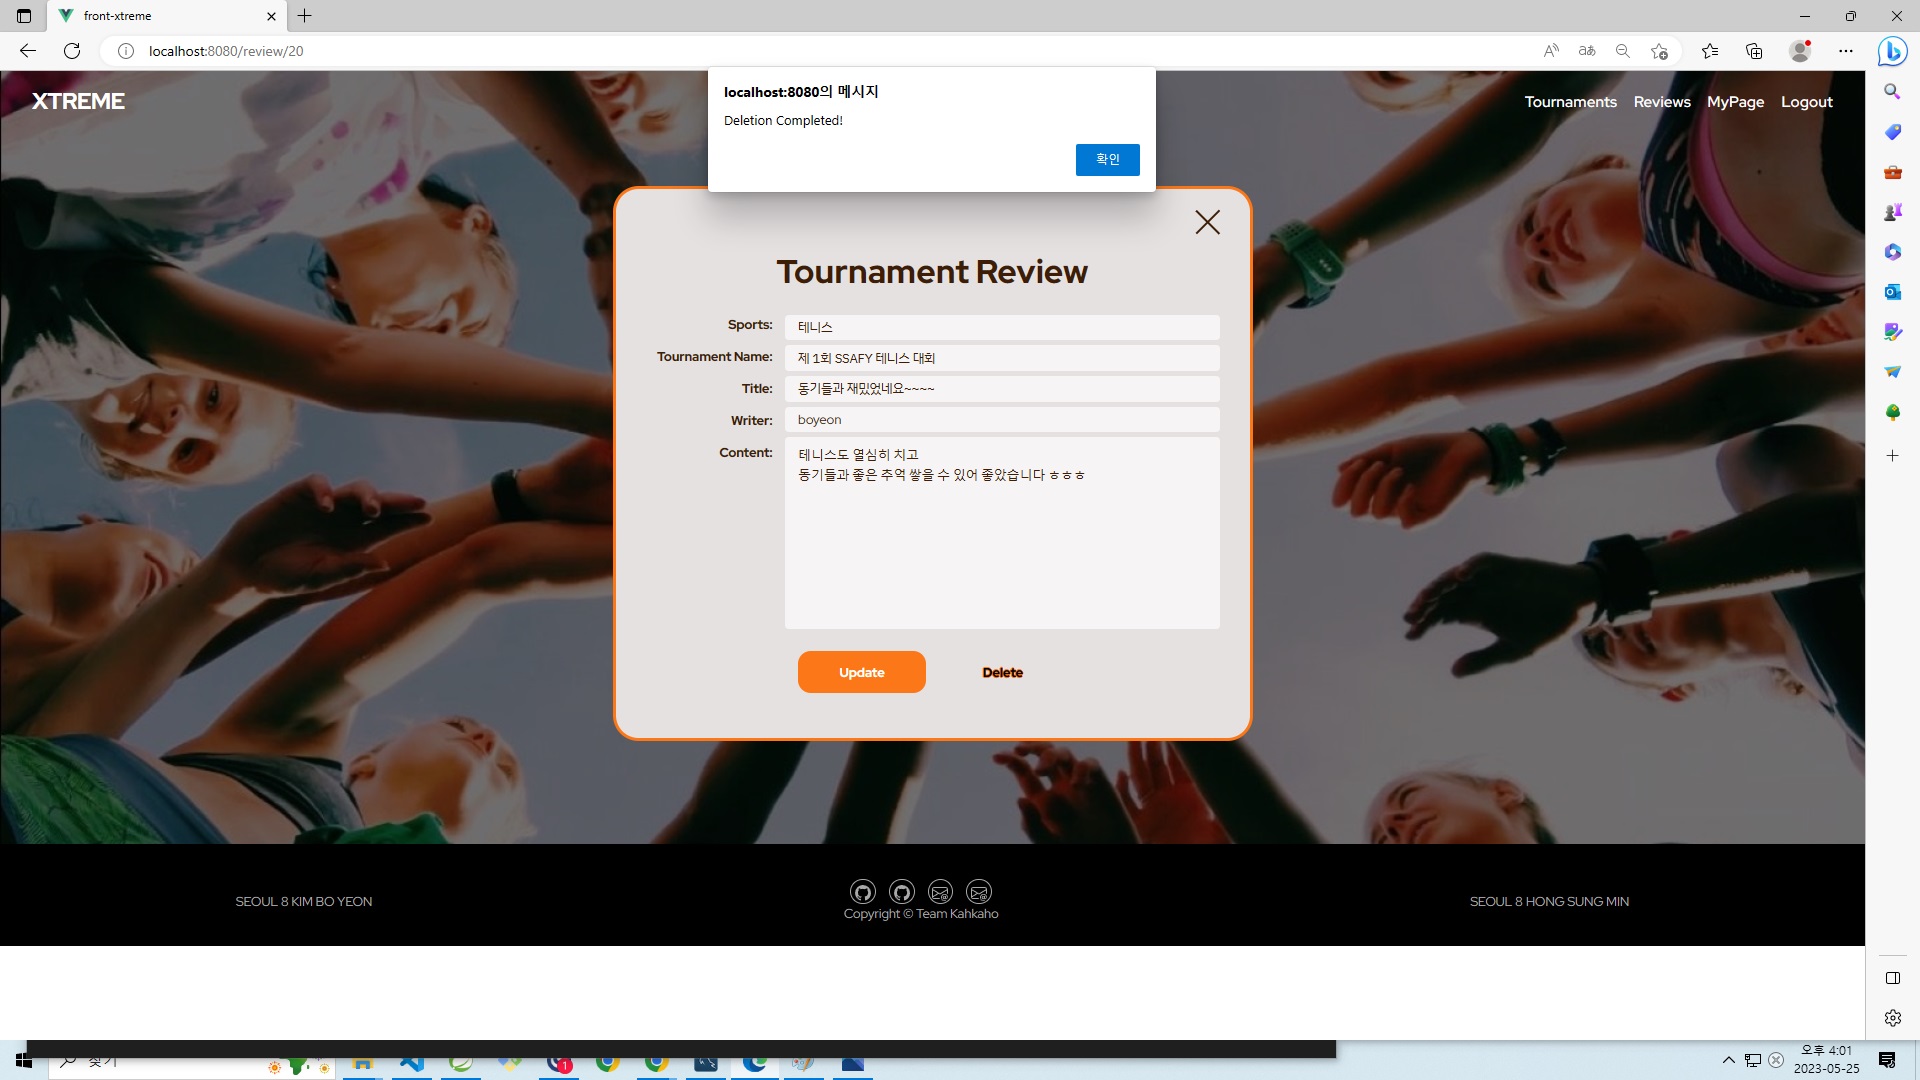 front-xtreme
localhost:8080/review/20
XTREME
Tournaments Reviews MyPage Logout
localhost:8080의 메시지
Deletion Completed!
확인
Tournament Review
Sports: 테니스
Tournament Name: 제 1회 SSAFY 테니스 대회
Title: 동기들과 재밌었네요~~~~
Writer: boyeon
Content: 테니스도 열심히 치고
동기들과 좋은 추억 쌓을 수 있어 좋았습니다 ㅎㅎㅎ
Update Delete
SEOUL 8 KIM BO YEON
Copyright © Team Kahkaho
SEOUL 8 HONG SUNG MIN
찾기
1
오후 4:01
2023-05-25